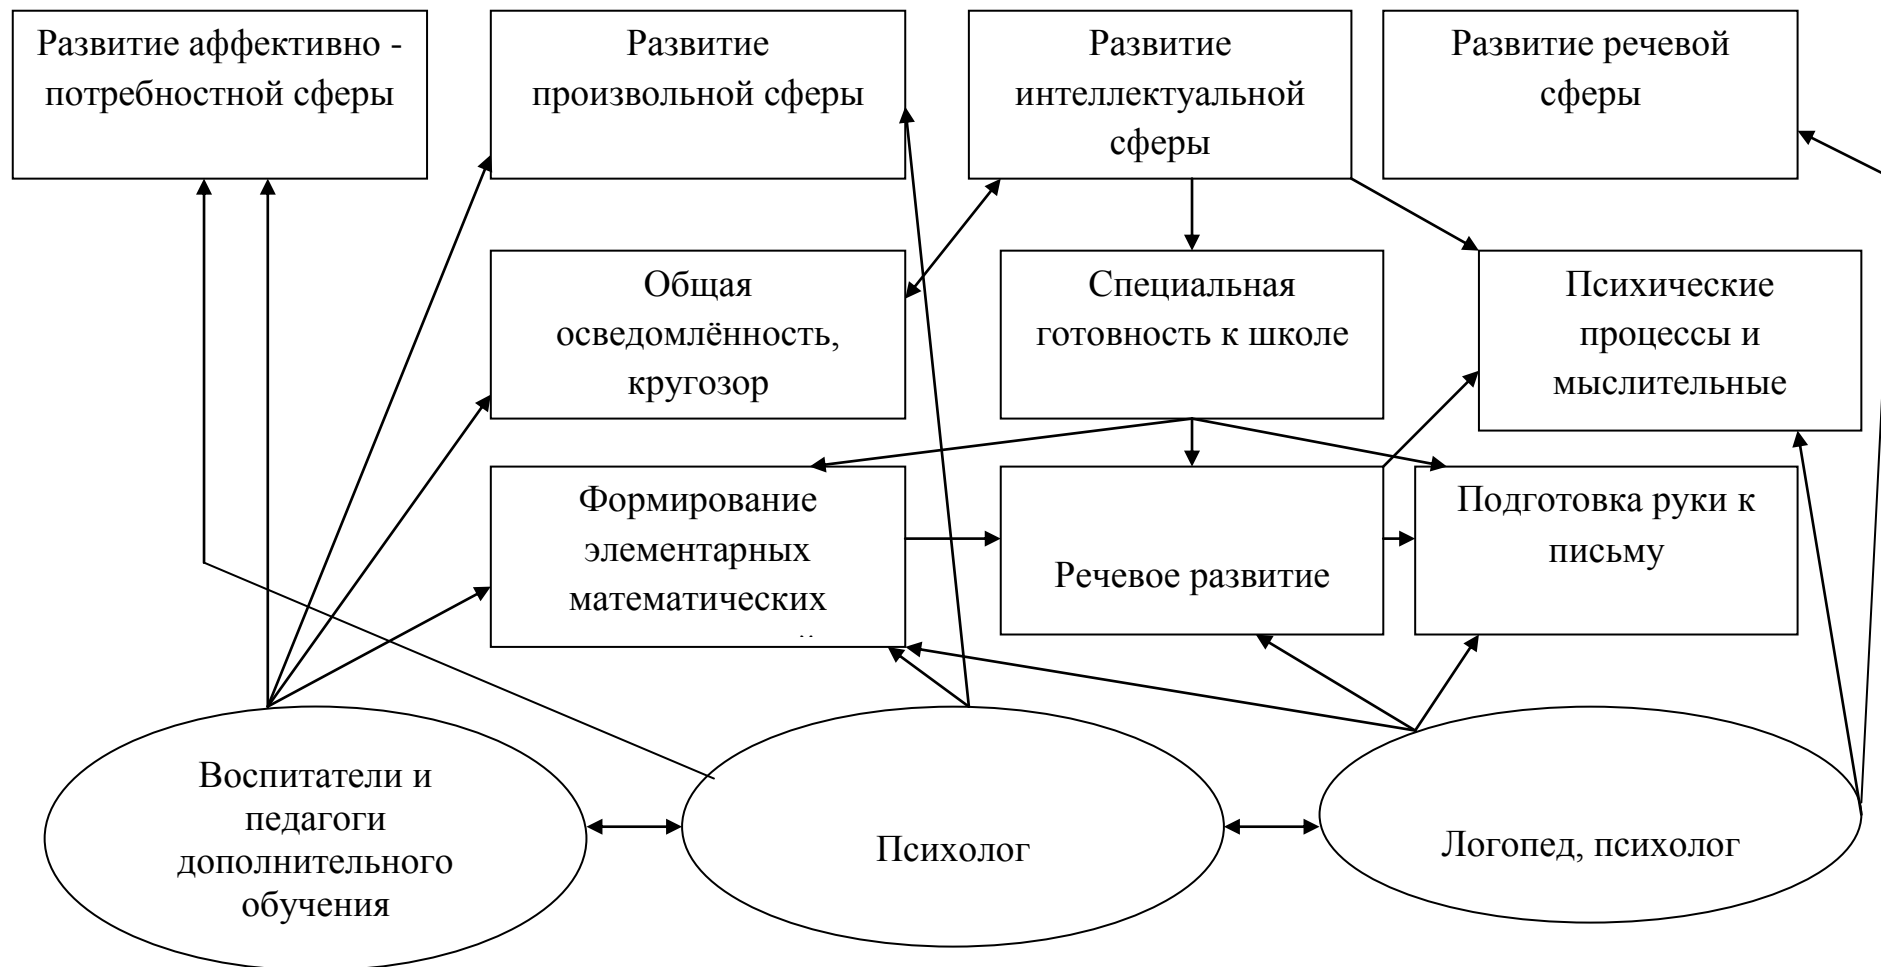 Развитие аффективно -
потребностной сферы
Развитие
произвольной сферы
Развитие
интеллектуальной
сферы
Развитие речевой
сферы
Общая
осведомлённость,
кругозор
Специальная
готовность к школе
Психические
процессы и
мыслительные
Формирование
элементарных
математических
Речевое развитие
Подготовка руки к
письму
Воспитатели и
педагоги
дополнительного
обучения
Психолог
Логопед, психолог